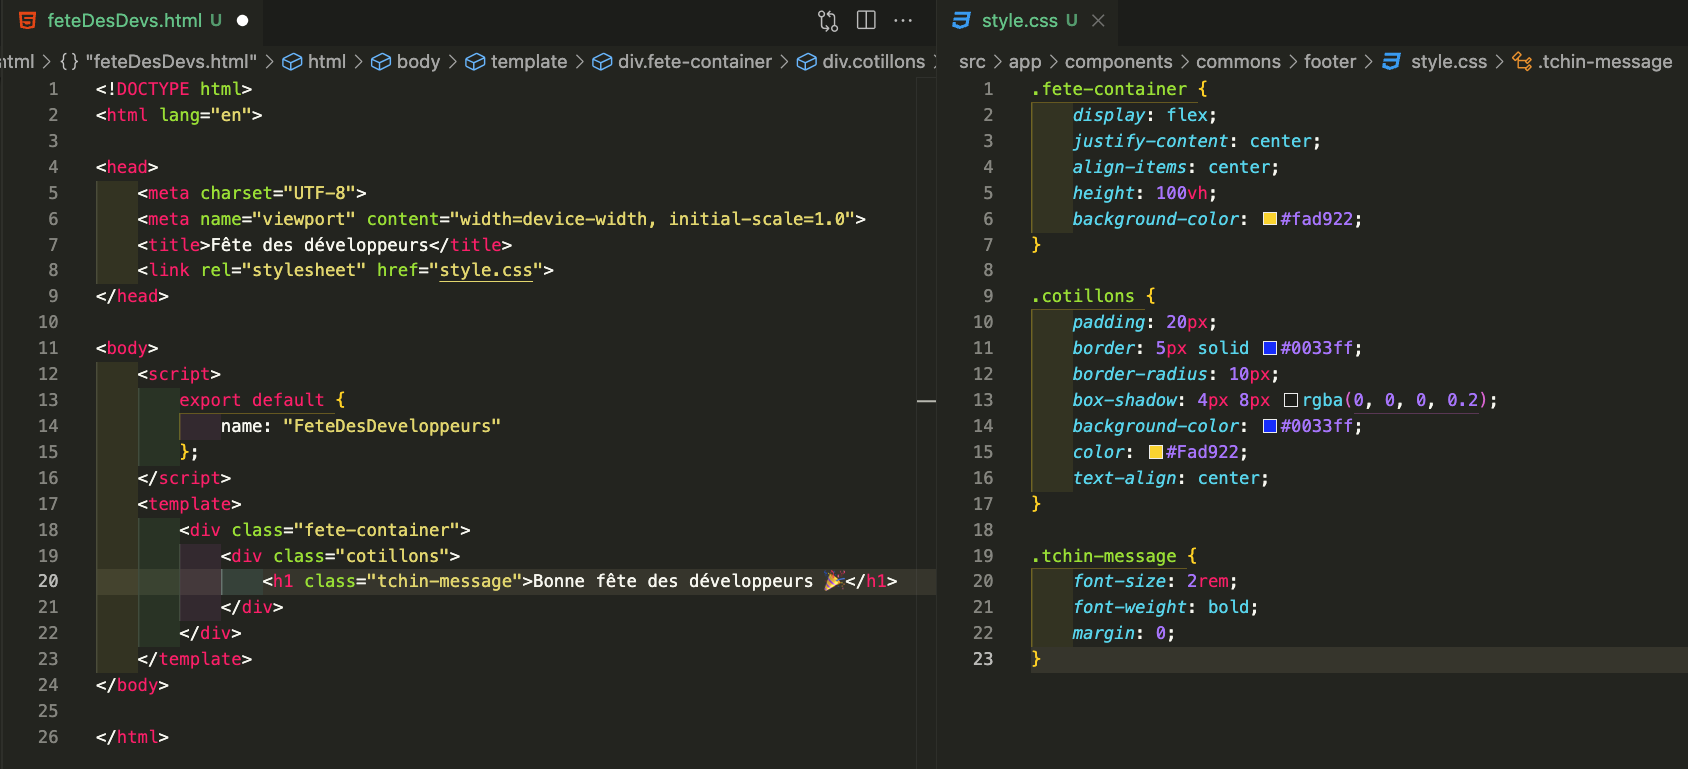 feteDesDevs.html U
html > {} "feteDesDevs.html" > html > body > template > div.fete-container > div.cotillons >
1 <!DOCTYPE html>
2 <html lang="en">
3
4 <head>
5 <meta charset="UTF-8">
6 <meta name="viewport" content="width=device-width, initial-scale=1.0">
7 <title>Fête des développeurs</title>
8 <link rel="stylesheet" href="style.css">
9 </head>
10
11 <body>
12 <script>
13 export default {
14 name: "FeteDesDeveloppeurs"
15 };
16 </script>
17 <template>
18 <div class="fete-container">
19 <div class="cotillons">
20 <h1 class="tchin-message">Bonne fête des développeurs 🎉</h1>
21 </div>
22 </div>
23 </template>
24 </body>
25
26 </html>
style.css U
src > app > components > commons > footer > style.css > .tchin-message
1 .fete-container {
2 display: flex;
3 justify-content: center;
4 align-items: center;
5 height: 100vh;
6 background-color: #fad922;
7 }
8
9 .cotillons {
10 padding: 20px;
11 border: 5px solid #0033ff;
12 border-radius: 10px;
13 box-shadow: 4px 8px rgba(0, 0, 0, 0.2);
14 background-color: #0033ff;
15 color: #Fad922;
16 text-align: center;
17 }
18
19 .tchin-message {
20 font-size: 2rem;
21 font-weight: bold;
22 margin: 0;
23 }